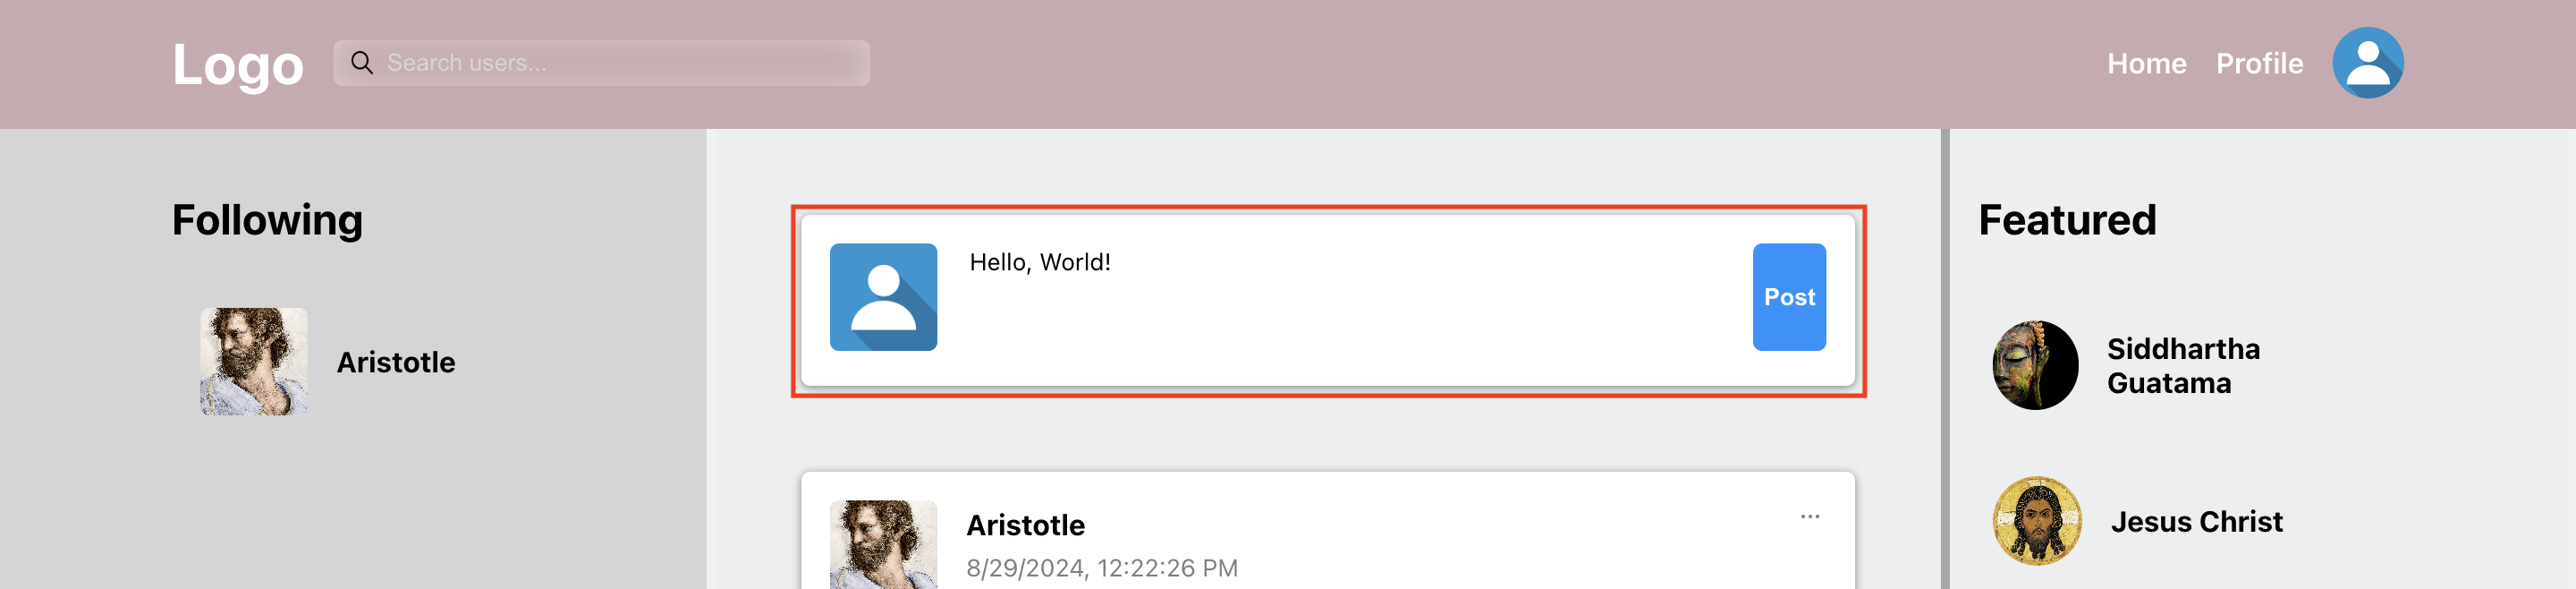 Logo
Search users...
Home
Profile
Following
Aristotle
Hello, World!
Post
Aristotle
...
8/29/2024, 12:22:26 PM
Featured
Siddhartha
Guatama
Jesus Christ